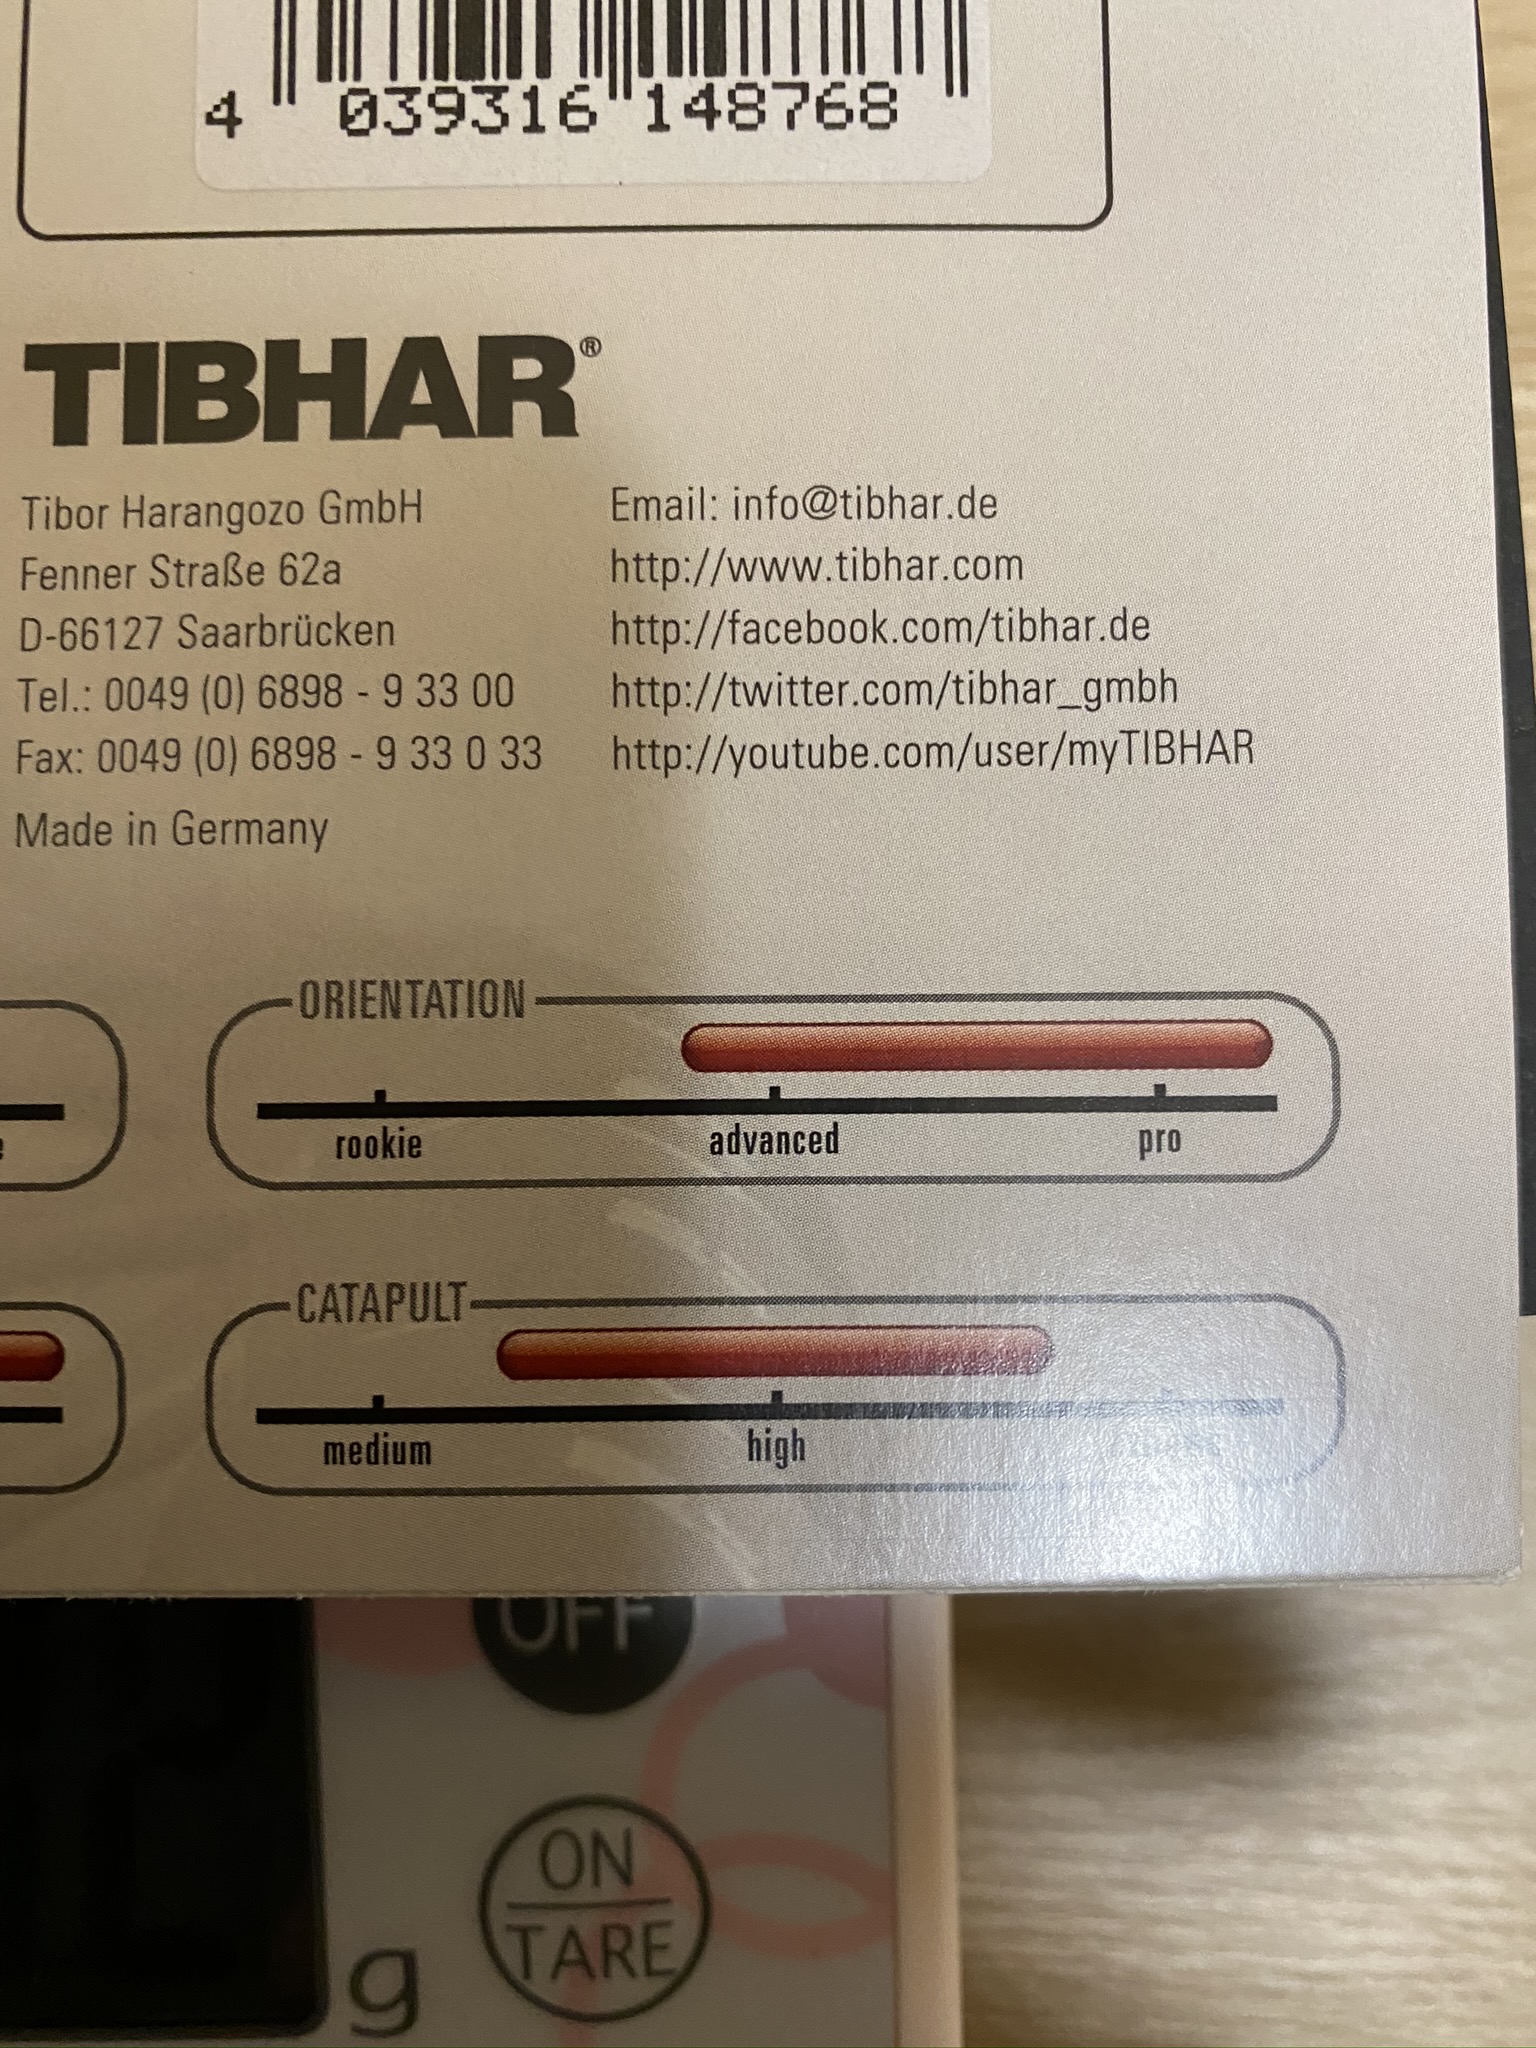 4 039316 148768
TIBHAR®
Tibor Harangozo GmbH
Fenner Straße 62a
D-66127 Saarbrücken
Tel.: 0049 (0) 6898 - 9 33 00
Fax: 0049 (0) 6898 - 9 33 0 33
Made in Germany
Email: info@tibhar.de
http://www.tibhar.com
http://facebook.com/tibhar.de
http://twitter.com/tibhar_gmbh
http://youtube.com/user/myTIBHAR
ORIENTATION
rookie advanced pro
CATAPULT
medium high
OFF
ON
TARE
g